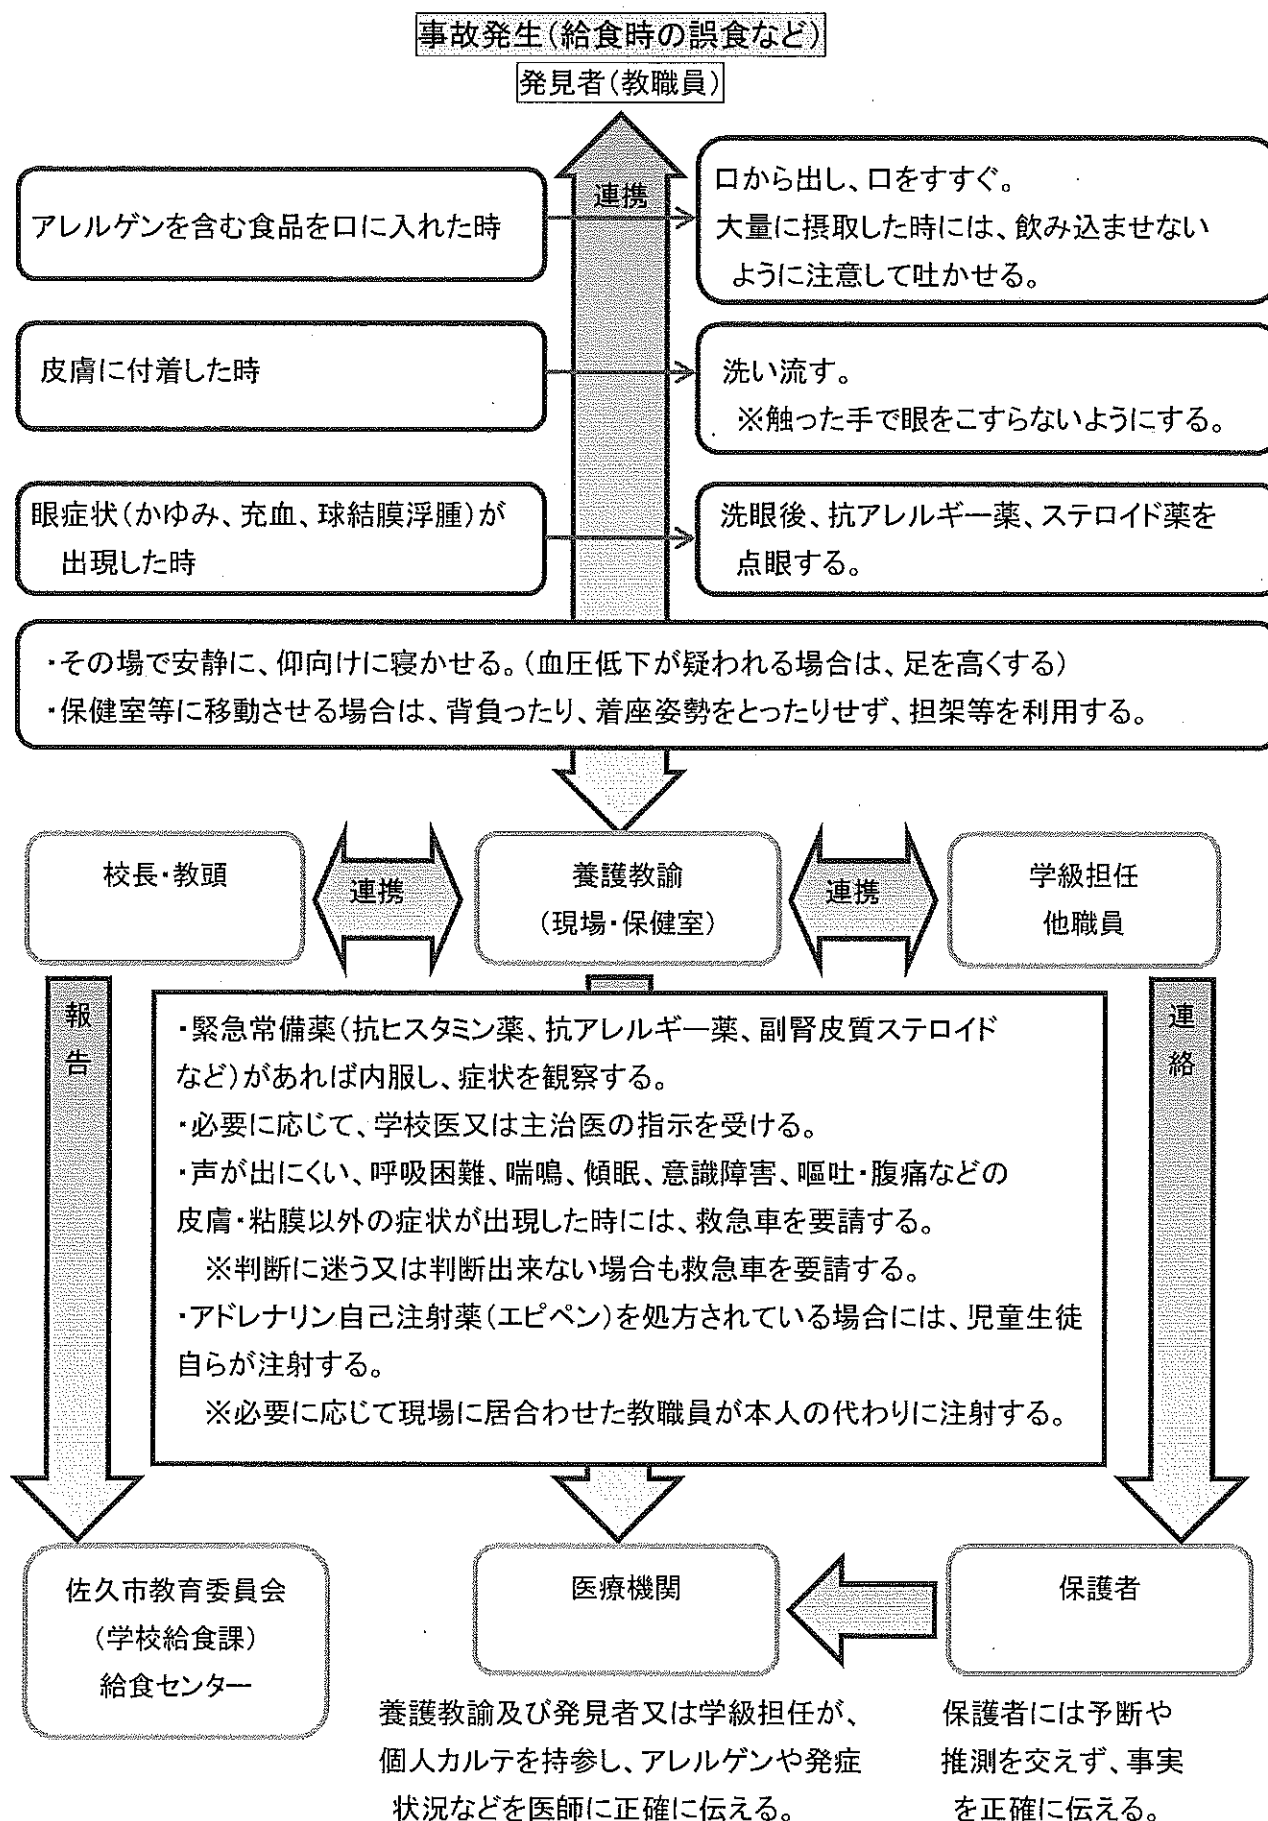 事故発生(給食時の誤食など)
発見者(教職員)
連携
アレルゲンを含む食品を口に入れた時
口から出し、口をすすぐ。
大量に摂取した時には、飲み込ませない
ように注意して吐かせる。
皮膚に付着した時
洗い流す。
※触った手で眼をこすらないようにする。
眼症状(かゆみ、充血、球結膜浮腫)が
出現した時
洗眼後、抗アレルギー薬、ステロイド薬を
点眼する。
・その場で安静に、仰向けに寝かせる。(血圧低下が疑われる場合は、足を高くする)
・保健室等に移動させる場合は、背負ったり、着座姿勢をとったりせず、担架等を利用する。
校長・教頭
連携
養護教諭
(現場・保健室)
連携
学級担任
他職員
報告
・緊急常備薬(抗ヒスタミン薬、抗アレルギー薬、副腎皮質ステロイド
など)があれば内服し、症状を観察する。
・必要に応じて、学校医又は主治医の指示を受ける。
・声が出にくい、呼吸困難、喘鳴、傾眠、意識障害、嘔吐・腹痛などの
皮膚・粘膜以外の症状が出現した時には、救急車を要請する。
※判断に迷う又は判断出来ない場合も救急車を要請する。
・アドレナリン自己注射薬(エピペン)を処方されている場合には、児童生徒
自らが注射する。
※必要に応じて現場に居合わせた教職員が本人の代わりに注射する。
連絡
佐久市教育委員会
(学校給食課)
給食センター
医療機関
保護者
養護教諭及び発見者又は学級担任が、
個人カルテを持参し、アレルゲンや発症
状況などを医師に正確に伝える。
保護者には予断や
推測を交えず、事実
を正確に伝える。